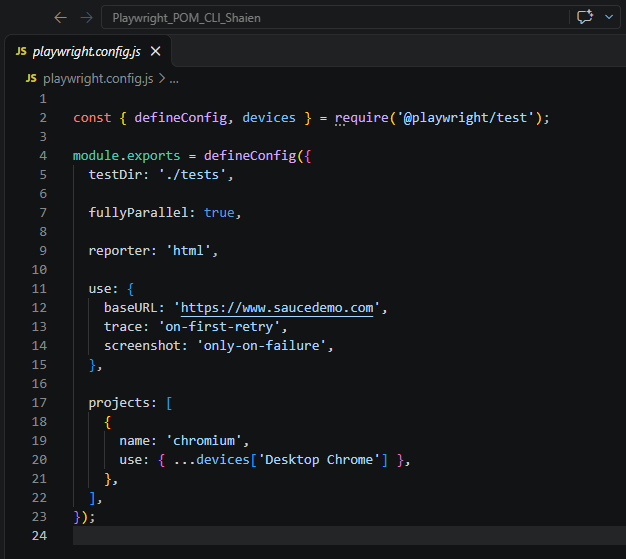 Playwright_POM_CLI_Shaien
JS playwright.config.js
JS playwright.config.js > ...
1
2 const { defineConfig, devices } = require('@playwright/test');
3
4 module.exports = defineConfig({
5   testDir: './tests',
6
7   fullyParallel: true,
8
9   reporter: 'html',
10
11   use: {
12     baseURL: 'https://www.saucedemo.com',
13     trace: 'on-first-retry',
14     screenshot: 'only-on-failure',
15   },
16
17   projects: [
18     {
19       name: 'chromium',
20       use: { ...devices['Desktop Chrome'] },
21     },
22   ],
23 });
24